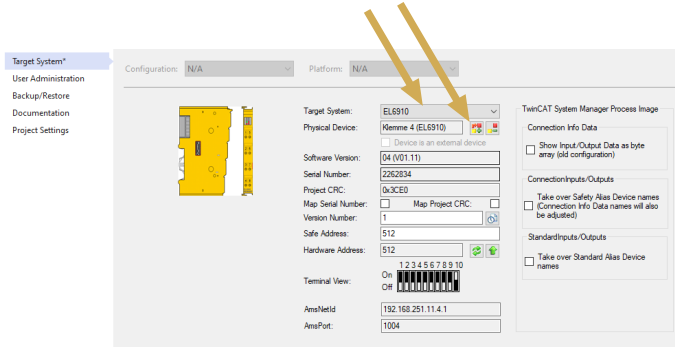 Target System*
User Administration
Backup/Restore
Documentation
Project Settings
Configuration: N/A
Platform: N/A
Target System: EL6910
Physical Device: Klemme 4 (EL6910)
Device is an external device
Software Version: 04 (V01.11)
Serial Number: 2262834
Project CRC: 0x3CE0
Map Serial Number: Map Project CRC:
Version Number: 1
Safe Address: 512
Hardware Address: 512
1 2 3 4 5 6 7 8 9 10
On
Terminal View:
Off
AmsNetId 192.168.251.11.4.1
AmsPort: 1004
TwinCAT System Manager Process Image
Connection Info Data
Show Input/Output Data as byte
array (old configuration)
ConnectionInputs/Outputs
Take over Safety Alias Device names
(Connection Info Data names will also
be adjusted)
StandardInputs/Outputs
Take over Standard Alias Device
names